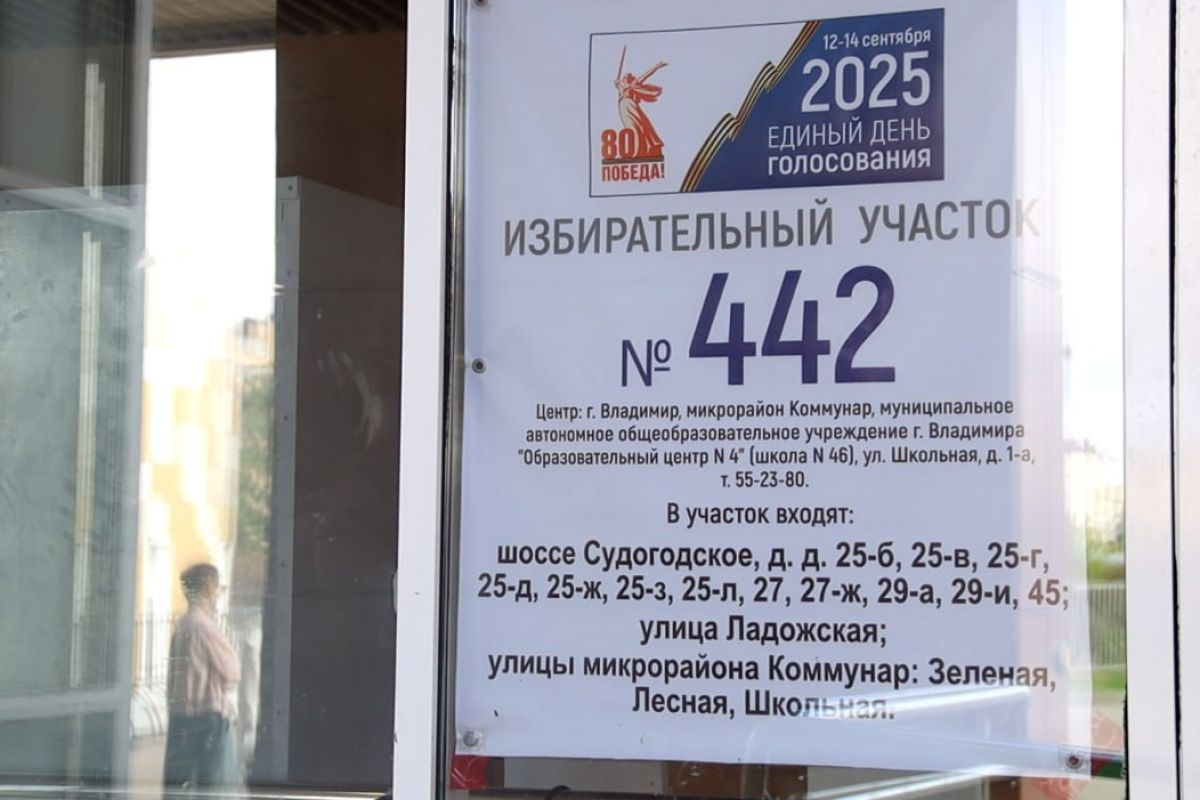 80
ПОБЕДА!
12-14 сентября
2025
ЕДИНЫЙ ДЕНЬ
ГОЛОСОВАНИЯ
ИЗБИРАТЕЛЬНЫЙ УЧАСТОК
№ 442
Центр: г. Владимир, микрорайон Коммунар, муниципальное
автономное общеобразовательное учреждение г. Владимира
"Образовательный центр N 4" (школа N 46), ул. Школьная, д. 1-а,
т. 55-23-80.
В участок входят:
шоссе Судогодское, д. д. 25-б, 25-в, 25-г,
25-д, 25-ж, 25-з, 25-л, 27, 27-ж, 29-а, 29-и, 45;
улица Ладожская;
улицы микрорайона Коммунар: Зеленая,
Лесная, Школьная.